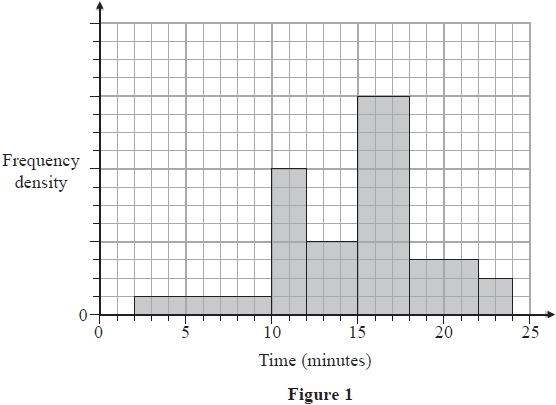 Frequency
density
0
0 5 10 15 20 25
Time (minutes)
Figure 1